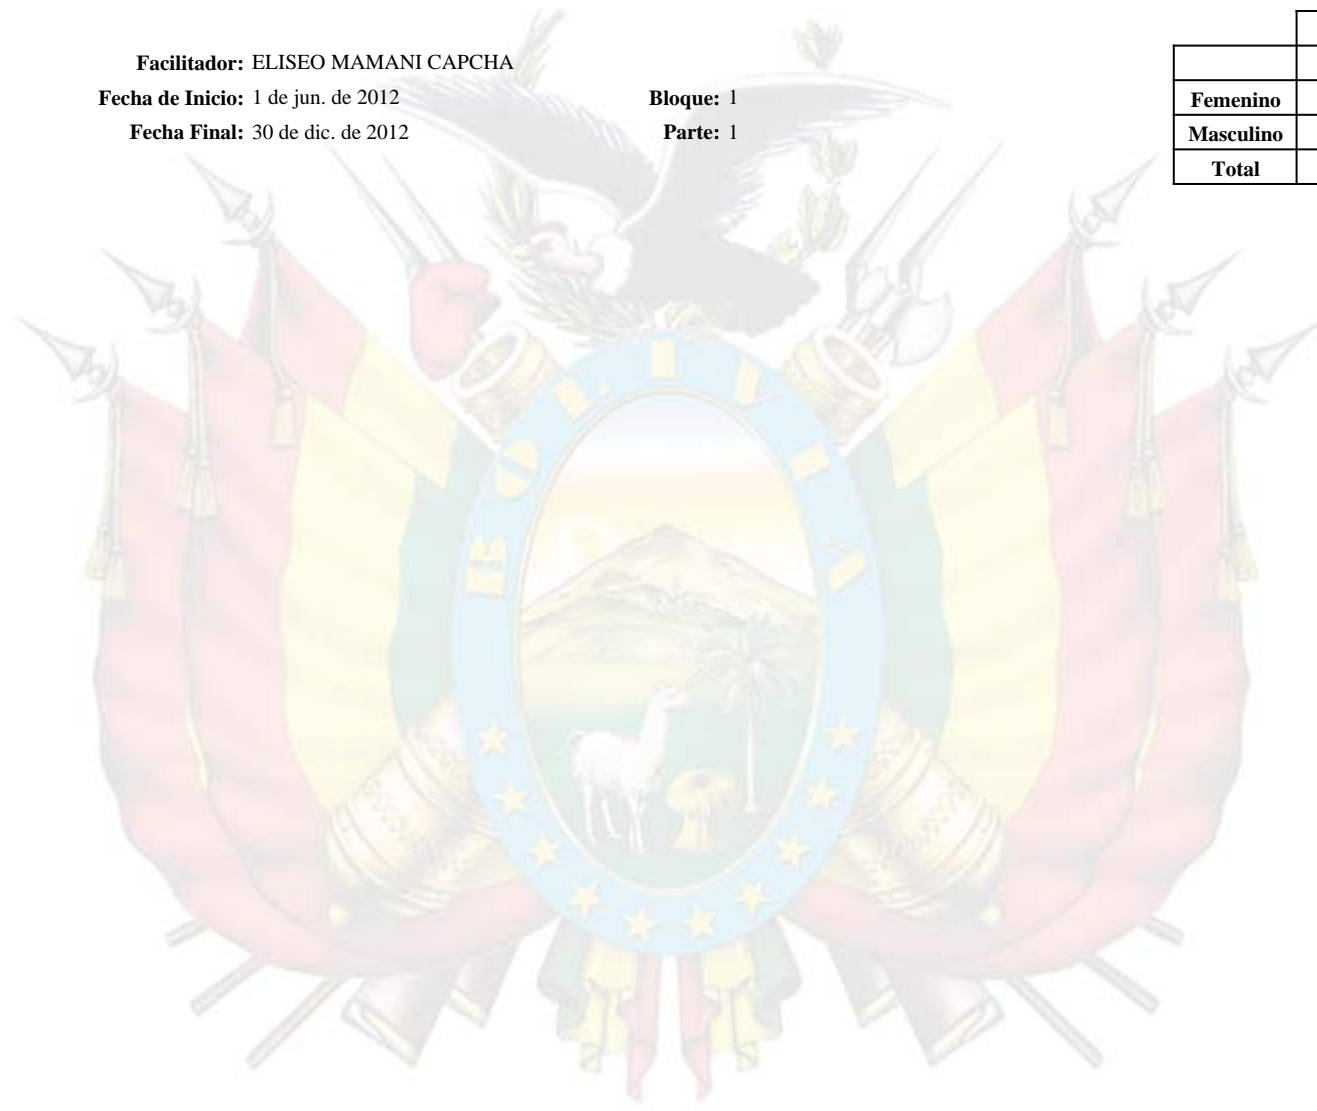 Facilitador: ELISEO MAMANI CAPCHA
Fecha de Inicio: 1 de jun. de 2012 Bloque: 1
Fecha Final: 30 de dic. de 2012 Parte: 1
Femenino
Masculino
Total
BOLIVIA